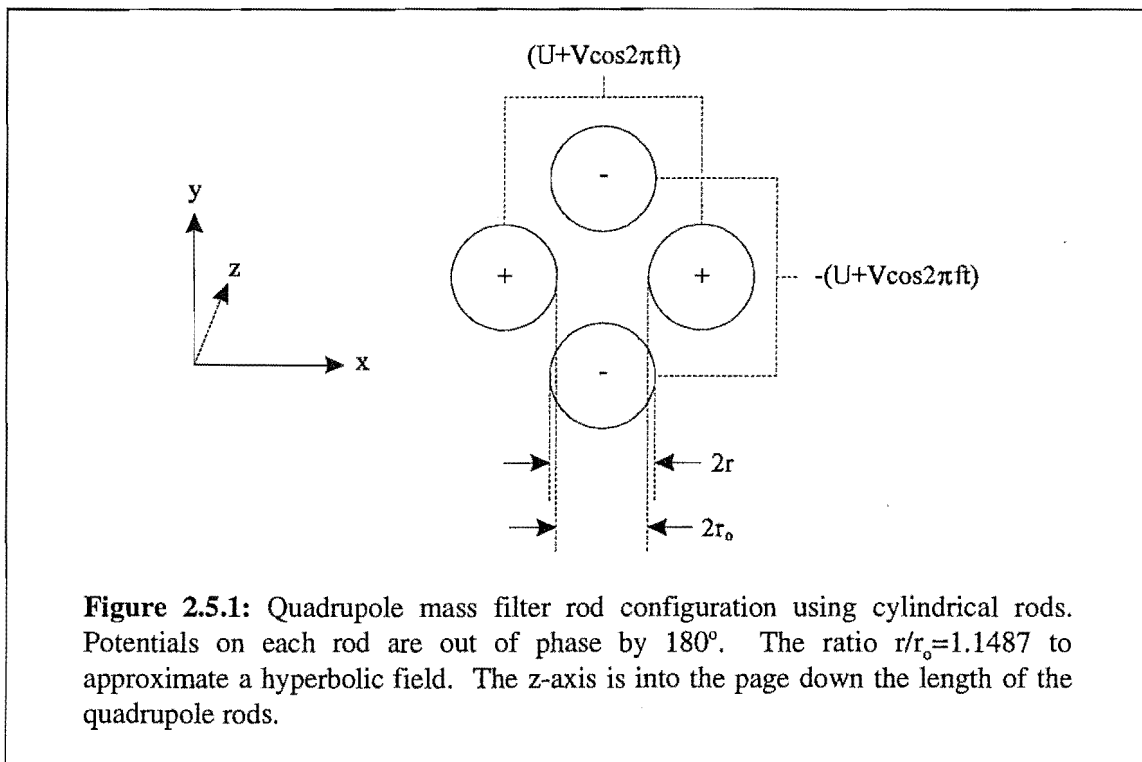 (U+Vcos2πft)
y
z
x
-
+
+
-
-(U+Vcos2πft)
2r
2rₒ
Figure 2.5.1: Quadrupole mass filter rod configuration using cylindrical rods.
Potentials on each rod are out of phase by 180°. The ratio r/rₒ=1.1487 to
approximate a hyperbolic field. The z-axis is into the page down the length of the
quadrupole rods.